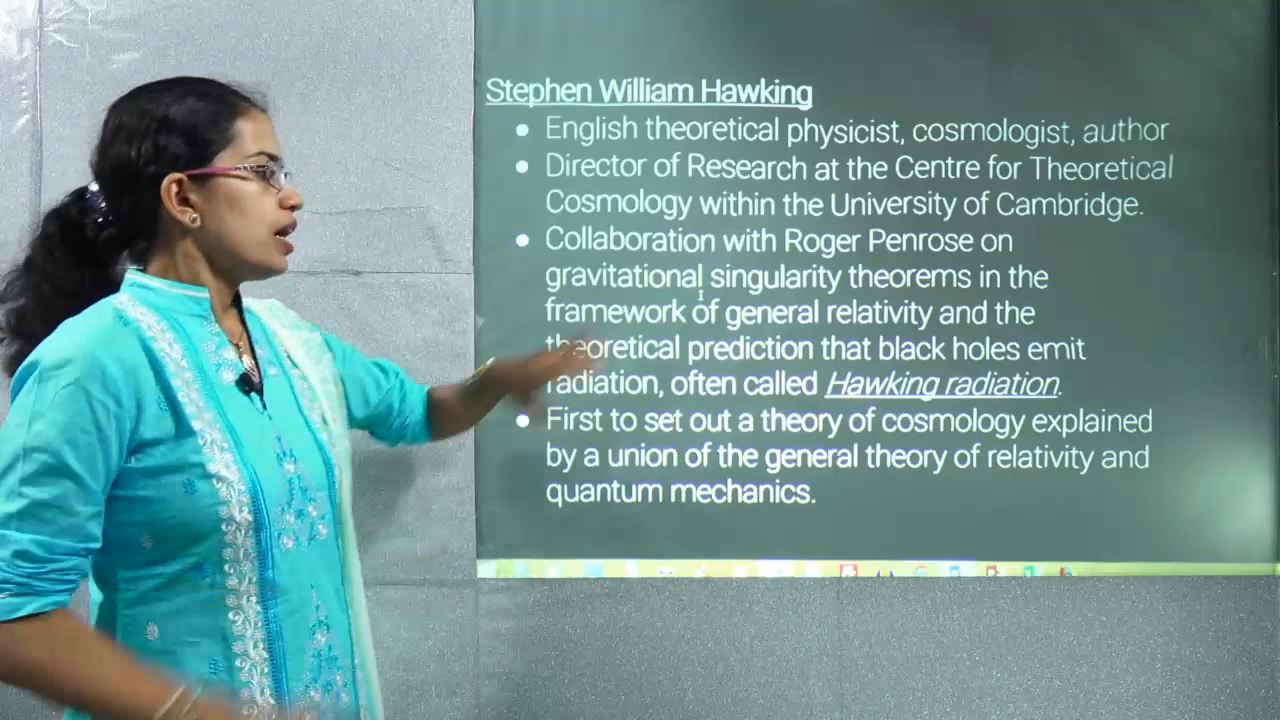 Stephen William Hawking
● English theoretical physicist, cosmologist, author
● Director of Research at the Centre for Theoretical
Cosmology within the University of Cambridge.
● Collaboration with Roger Penrose on
gravitational singularity theorems in the
framework of general relativity and the
theoretical prediction that black holes emit
radiation, often called Hawking radiation.
● First to set out a theory of cosmology explained
by a union of the general theory of relativity and
quantum mechanics.